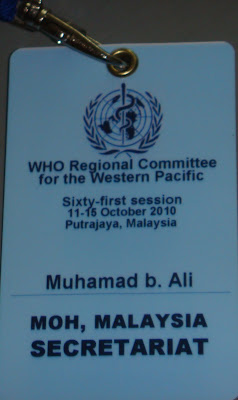 WHO Regional Committee
for the Western Pacific
Sixty-first session
11-15 October 2010
Putrajaya, Malaysia
Muhamad b. Ali
MOH, MALAYSIA
SECRETARIAT